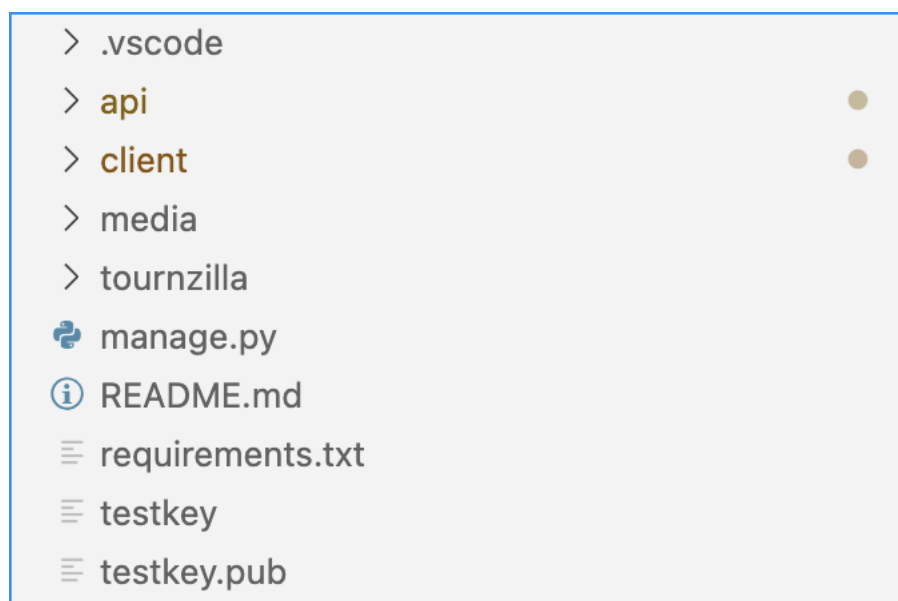 .vscode
api
client
media
tournzilla
manage.py
README.md
requirements.txt
testkey
testkey.pub